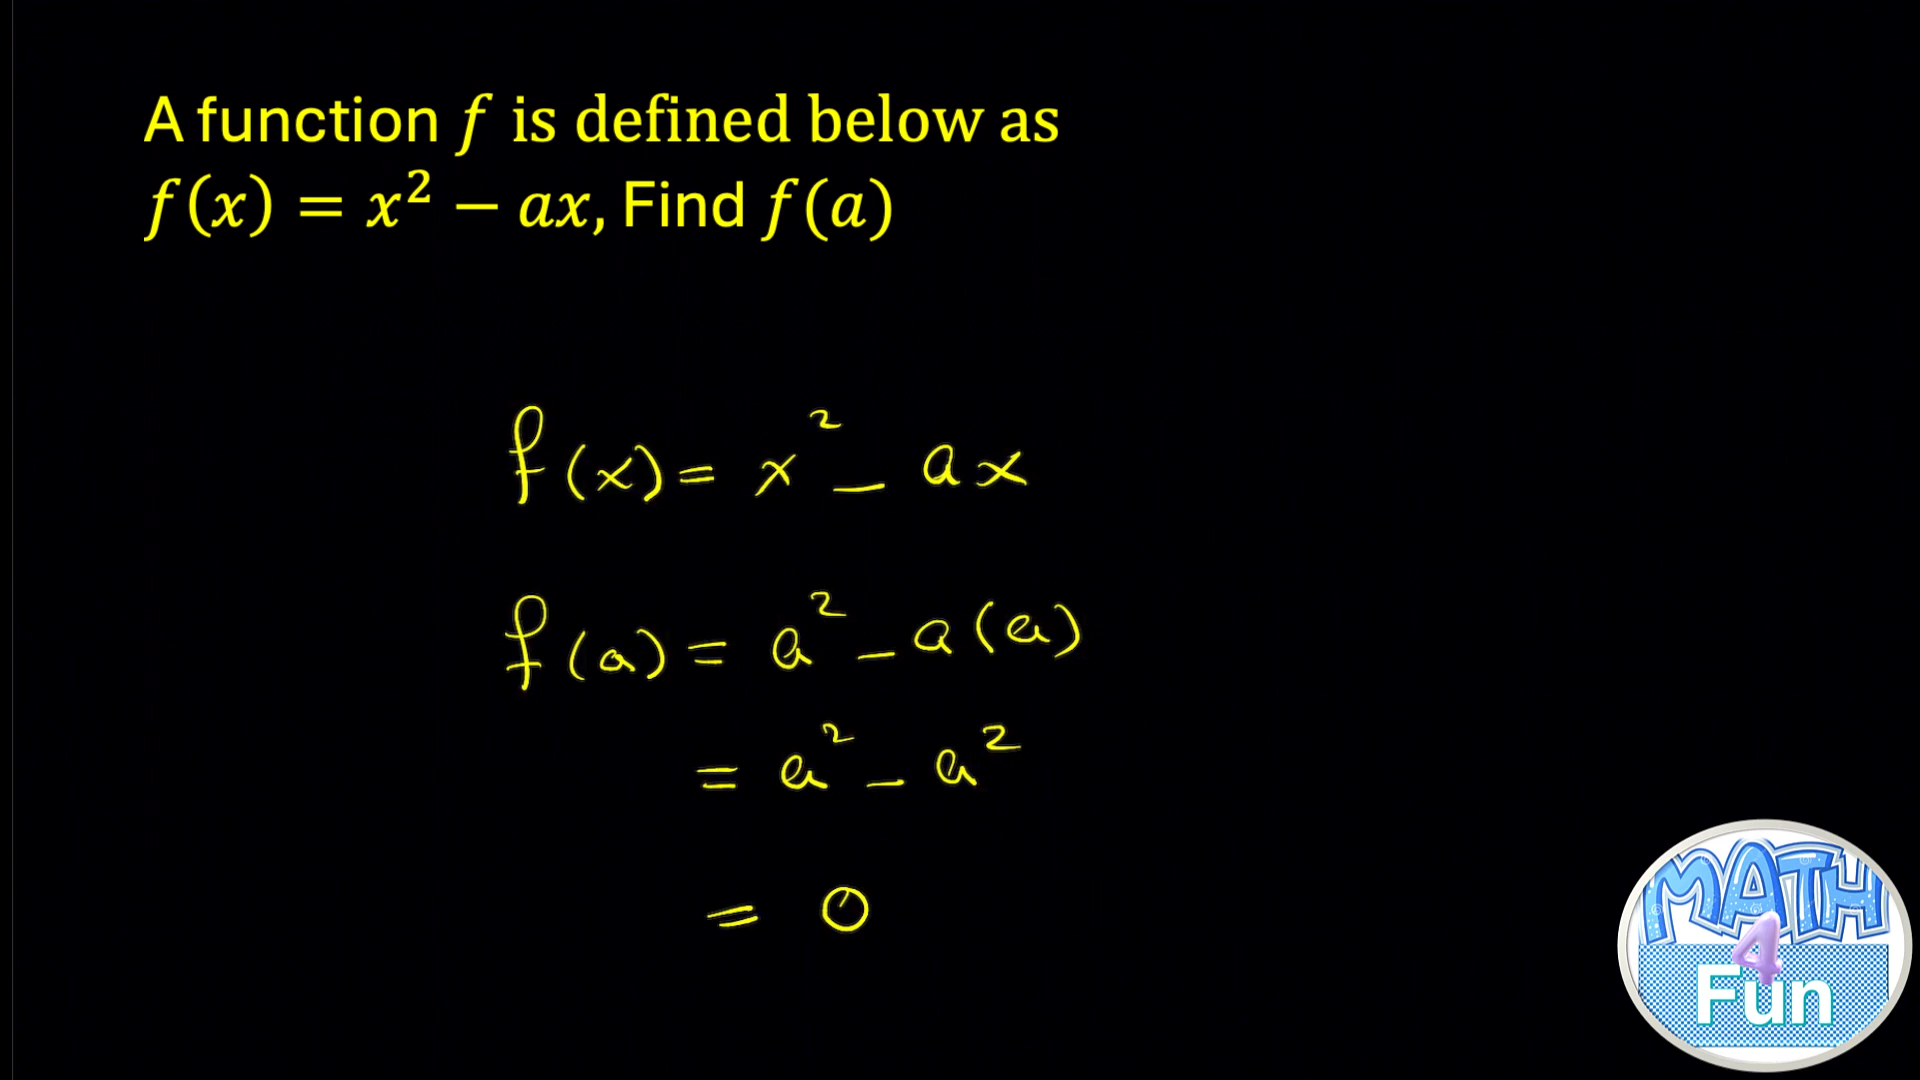 A function f is defined below as
f(x) = x² − ax, Find f(a)
f(x) = x² − ax
f(a) = a² − a(a)
= a² − a²
= 0
MATH
4
Fun